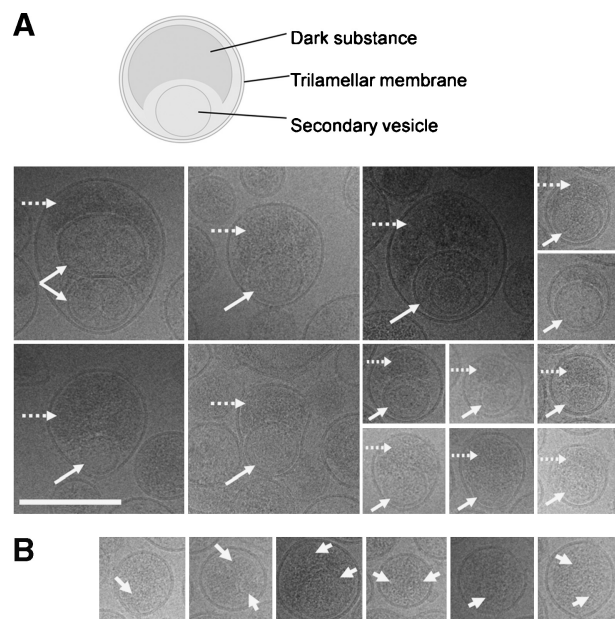 A
Dark substance
Trilamellar membrane
Secondary vesicle
B